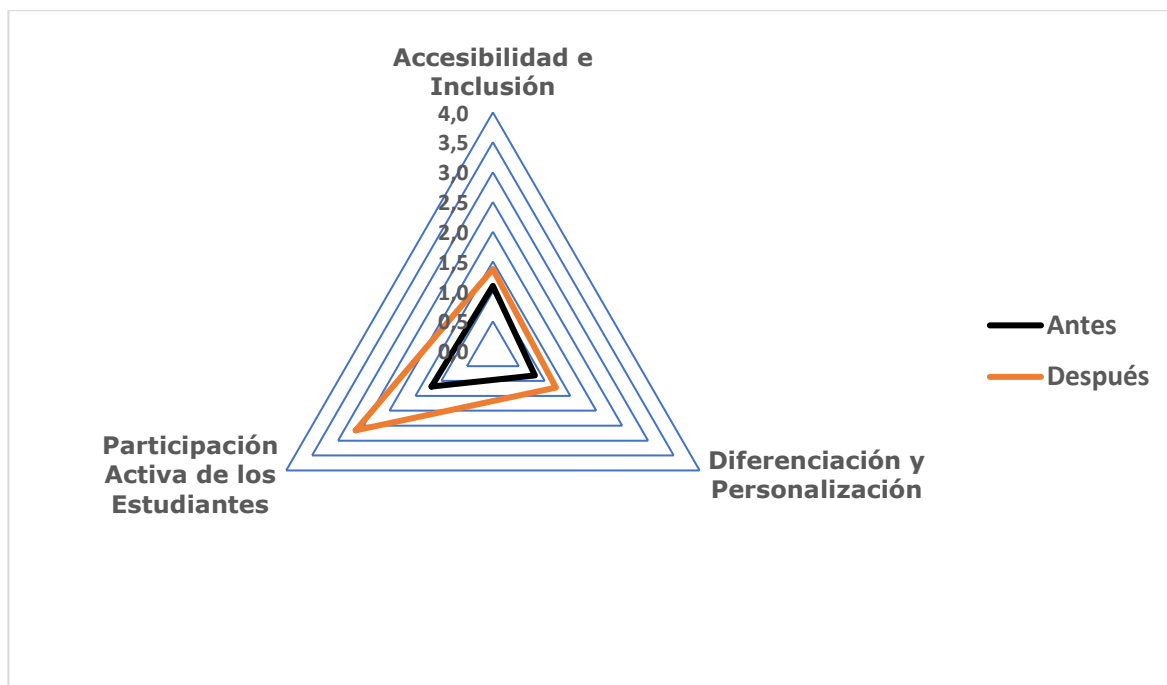 Accesibilidad e
Inclusión
4,0
3,5
3,0
2,5
2,0
1,5
1,0
0,5
0,0
Antes
Después
Participación
Activa de los
Estudiantes
Diferenciación y
Personalización